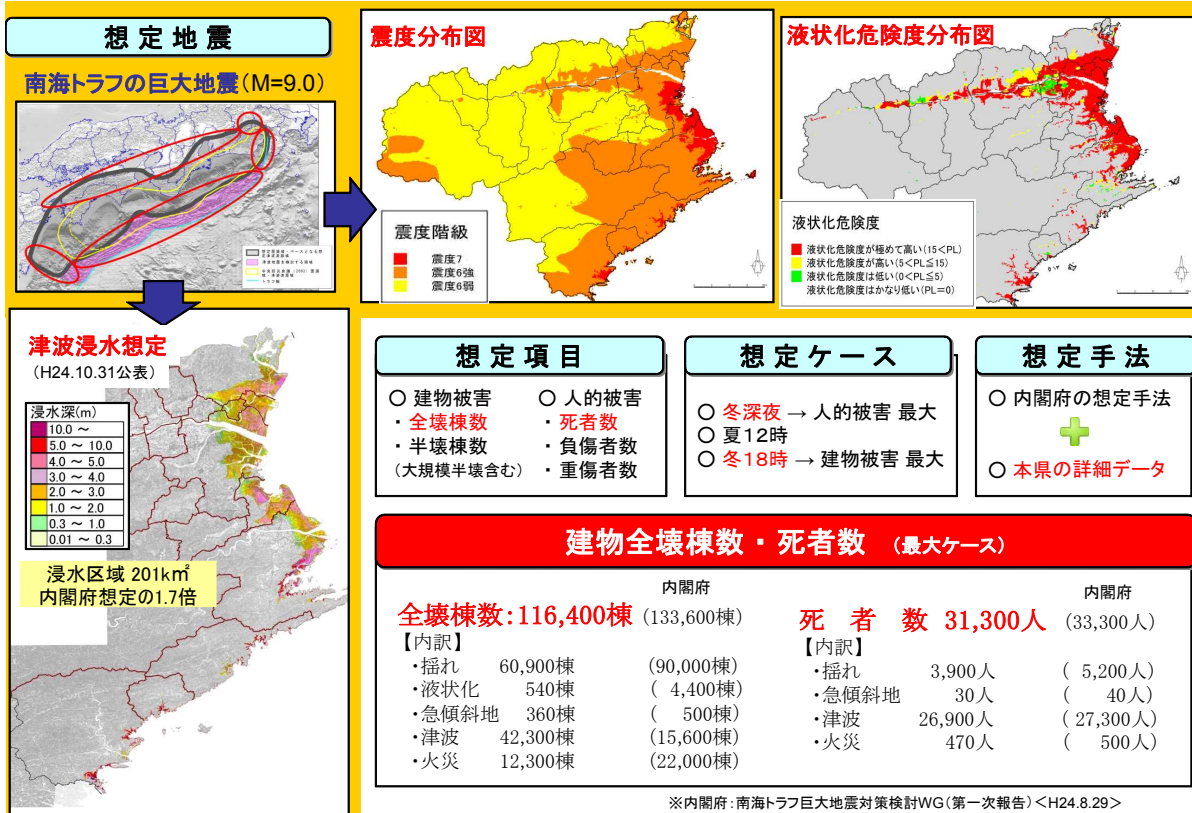 想定地震
南海トラフの巨大地震(M=9.0)
震度分布図
震度階級
震度7
震度6強
震度6弱
液状化危険度分布図
液状化危険度
液状化危険度が極めて高い(15<PL)
液状化危険度が高い(5<PL≦15)
液状化危険度は低い(0<PL≦5)
液状化危険度はかなり低い(PL=0)
津波浸水想定
(H24.10.31公表)
浸水深(m)
10.0 ～
5.0 ～ 10.0
4.0 ～ 5.0
3.0 ～ 4.0
2.0 ～ 3.0
1.0 ～ 2.0
0.3 ～ 1.0
0.01 ～ 0.3
浸水区域 201k㎡
内閣府想定の1.7倍
想定項目
○ 建物被害
・全壊棟数
・半壊棟数
(大規模半壊含む)
○ 人的被害
・死者数
・負傷者数
・重傷者数
想定ケース
○ 冬深夜 → 人的被害 最大
○ 夏12時
○ 冬18時 → 建物被害 最大
想定手法
○ 内閣府の想定手法
○ 本県の詳細データ
建物全壊棟数・死者数 (最大ケース)
内閣府
全壊棟数:116,400棟 (133,600棟)
【内訳】
・揺れ 60,900棟 (90,000棟)
・液状化 540棟 ( 4,400棟)
・急傾斜地 360棟 ( 500棟)
・津波 42,300棟 (15,600棟)
・火災 12,300棟 (22,000棟)
内閣府
死者数 31,300人 (33,300人)
【内訳】
・揺れ 3,900人 ( 5,200人)
・急傾斜地 30人 ( 40人)
・津波 26,900人 ( 27,300人)
・火災 470人 ( 500人)
※内閣府:南海トラフ巨大地震対策検討WG(第一次報告)<H24.8.29>